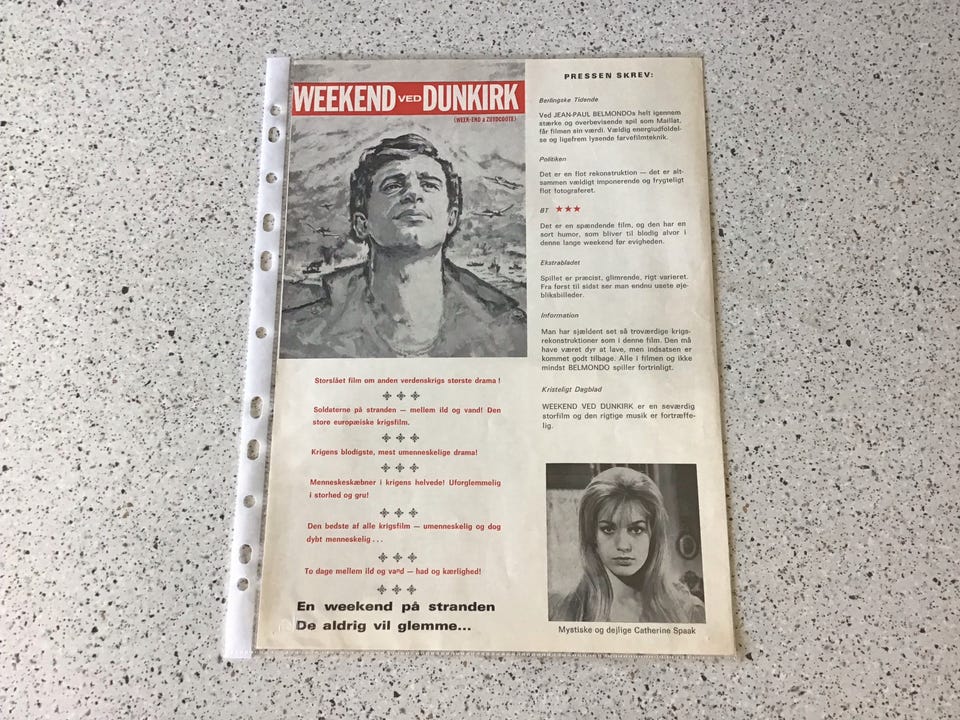 WEEKEND VED DUNKIRK
(WEEK-END à ZUYDCOOTE)
Storslået film om anden verdenskrigs største drama !
Soldaterne på stranden — mellem ild og vand! Den
store europæiske krigsfilm.
Krigens blodigste, mest umenneskelige drama!
Menneskeskæbner i krigens helvede! Uforglemmelig
i storhed og gru!
Den bedste af alle krigsfilm — umenneskelig og dog
dybt menneskelig . . .
To dage mellem ild og vand — had og kærlighed!
En weekend på stranden
De aldrig vil glemme...
PRESSEN SKREV:
Berlingske Tidende
Ved JEAN-PAUL BELMONDOs helt igennem
stærke og overbevisende spil som Maillat,
får filmen sin værdi. Vældig energiudfoldel-
se og ligefrem lysende farvefilmteknik.
Politiken
Det er en flot rekonstruktion — det er alt-
sammen vældigt imponerende og frygteligt
flot fotograferet.
BT ★★★
Det er en spændende film, og den har en
sort humor, som bliver til blodig alvor i
denne lange weekend før evigheden.
Ekstrabladet
Spillet er præcist, glimrende, rigt varieret.
Fra først til sidst ser man endnu usete øje-
bliksbilleder.
Information
Man har sjældent set så troværdige krigs-
rekonstruktioner som i denne film. Den må
have været dyr at lave, men indsatsen er
kommet godt tilbage. Alle i filmen og ikke
mindst BELMONDO spiller fortrinligt.
Kristeligt Dagblad
WEEKEND VED DUNKIRK er en seværdig
storfilm og den rigtige musik er fortræffe-
lig.
Mystiske og dejlige Catherine Spaak